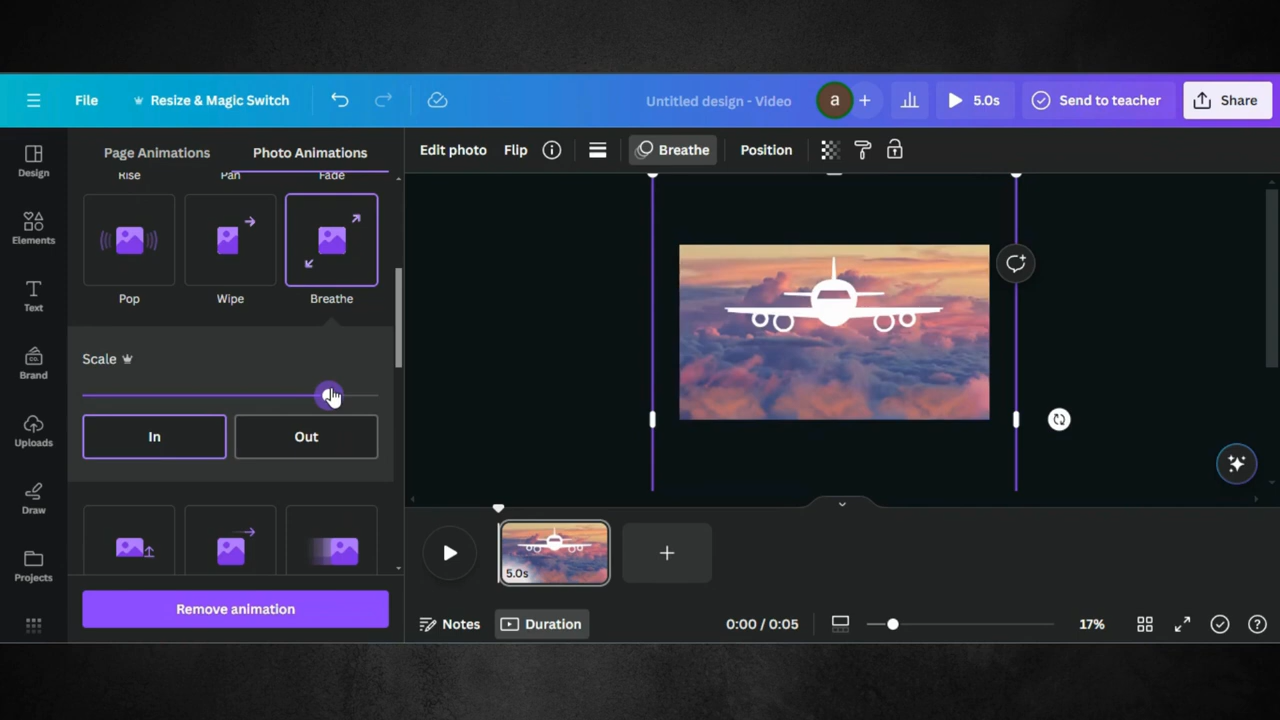 File
Resize & Magic Switch
Untitled design - Video
a
5.0s
Send to teacher
Share
Design
Elements
Text
Brand
CO.
Uploads
Draw
Projects
Page Animations
Photo Animations
Rise
Pan
Fade
Pop
Wipe
Breathe
Scale
In
Out
Remove animation
Edit photo
Flip
Breathe
Position
5.0s
Notes
Duration
0:00 / 0:05
17%